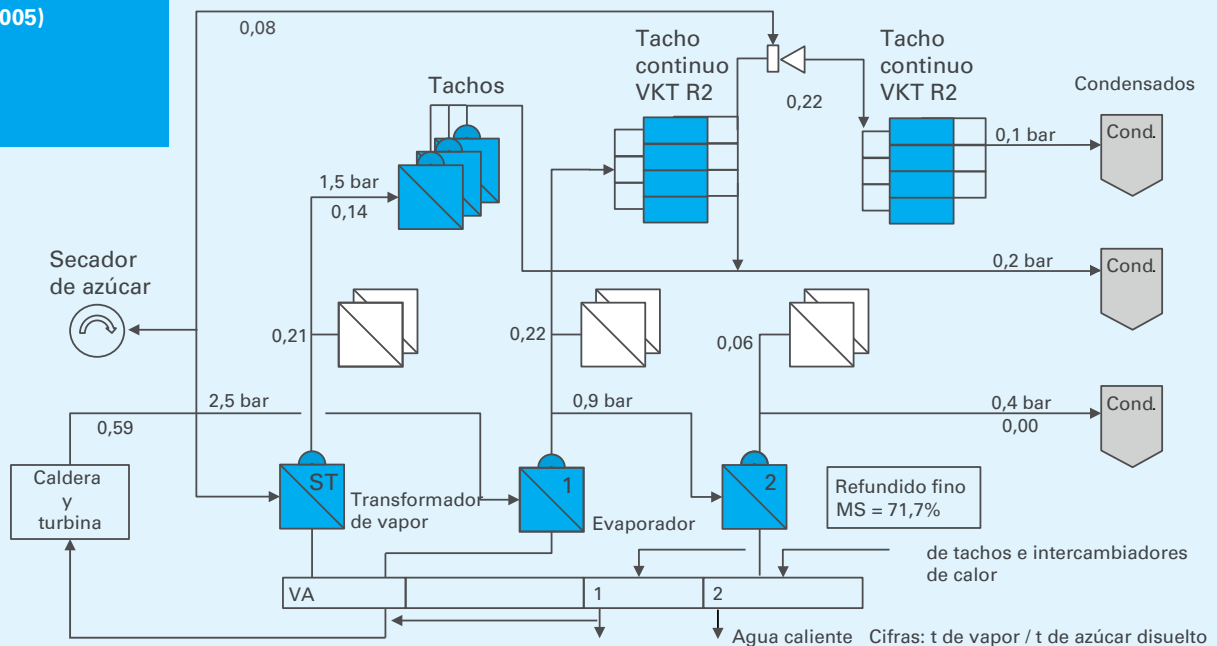 005)
0,08
Tacho
continuo
VKT R2
Tacho
continuo
VKT R2
Tachos
0,22
Condensados
Cond.
0,1 bar
1,5 bar
0,14
Secador
de azúcar
0,2 bar
Cond.
0,21
0,22
0,06
2,5 bar
0,59
0,9 bar
0,4 bar
0,00
Cond.
Caldera
y
turbina
ST
Transformador
de vapor
1
Evaporador
2
Refundido fino
MS = 71,7%
de tachos e intercambiadores
de calor
VA
1
2
Agua caliente
Cifras: t de vapor / t de azúcar disuelto